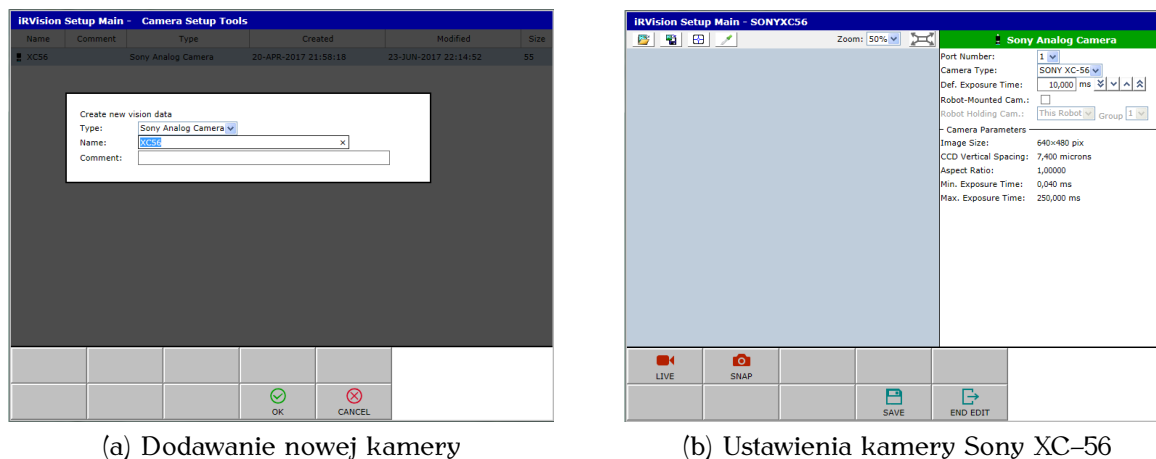 iRVision Setup Main - Camera Setup Tools
Name Comment Type Created Modified Size
XC56 Sony Analog Camera 20-APR-2017 21:58:18 23-JUN-2017 22:14:52 55
Create new vision data
Type: Sony Analog Camera
Name: XC56 ×
Comment:
OK CANCEL
(a) Dodawanie nowej kamery
iRVision Setup Main - SONYXC56
Zoom: 50%
Sony Analog Camera
Port Number: 1
Camera Type: SONY XC-56
Def. Exposure Time: 10,000 ms
Robot-Mounted Cam.:
Robot Holding Cam.: This Robot Group 1
Camera Parameters
Image Size: 640×480 pix
CCD Vertical Spacing: 7,400 microns
Aspect Ratio: 1,00000
Min. Exposure Time: 0,040 ms
Max. Exposure Time: 250,000 ms
LIVE SNAP
SAVE END EDIT
(b) Ustawienia kamery Sony XC–56